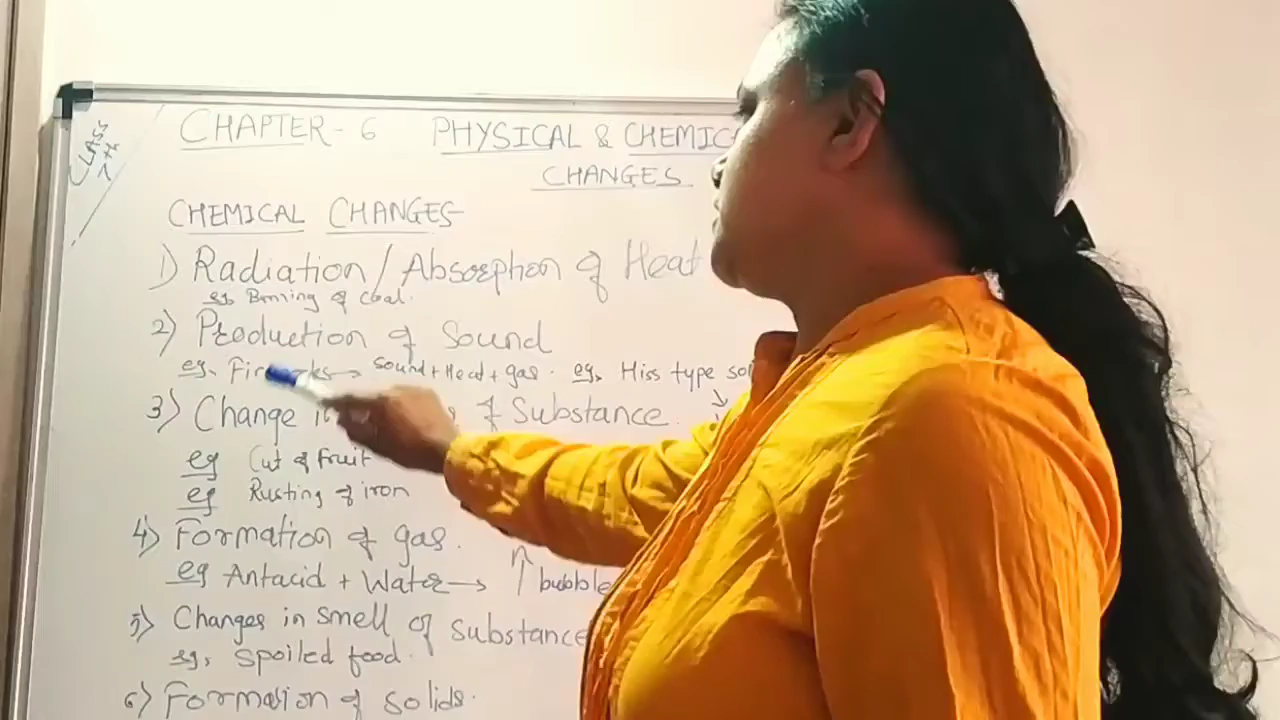 CLASS 7th
CHAPTER-6 PHYSICAL & CHEMIC
CHANGES
CHEMICAL CHANGES
1) Radiation/Absorption of Heat
eg, Burning of coal.
2) Production of Sound
eg, Fir rks → sound+Heat+gas. eg, Hiss type so
3) Change i of Substance.
eg Cut of fruit
eg Rusting of iron
4) Formation of gas.
eg Antacid + Water → ↑ bubble
5) Changes in smell of substance
eg, spoiled food.
6) Formation of solids.